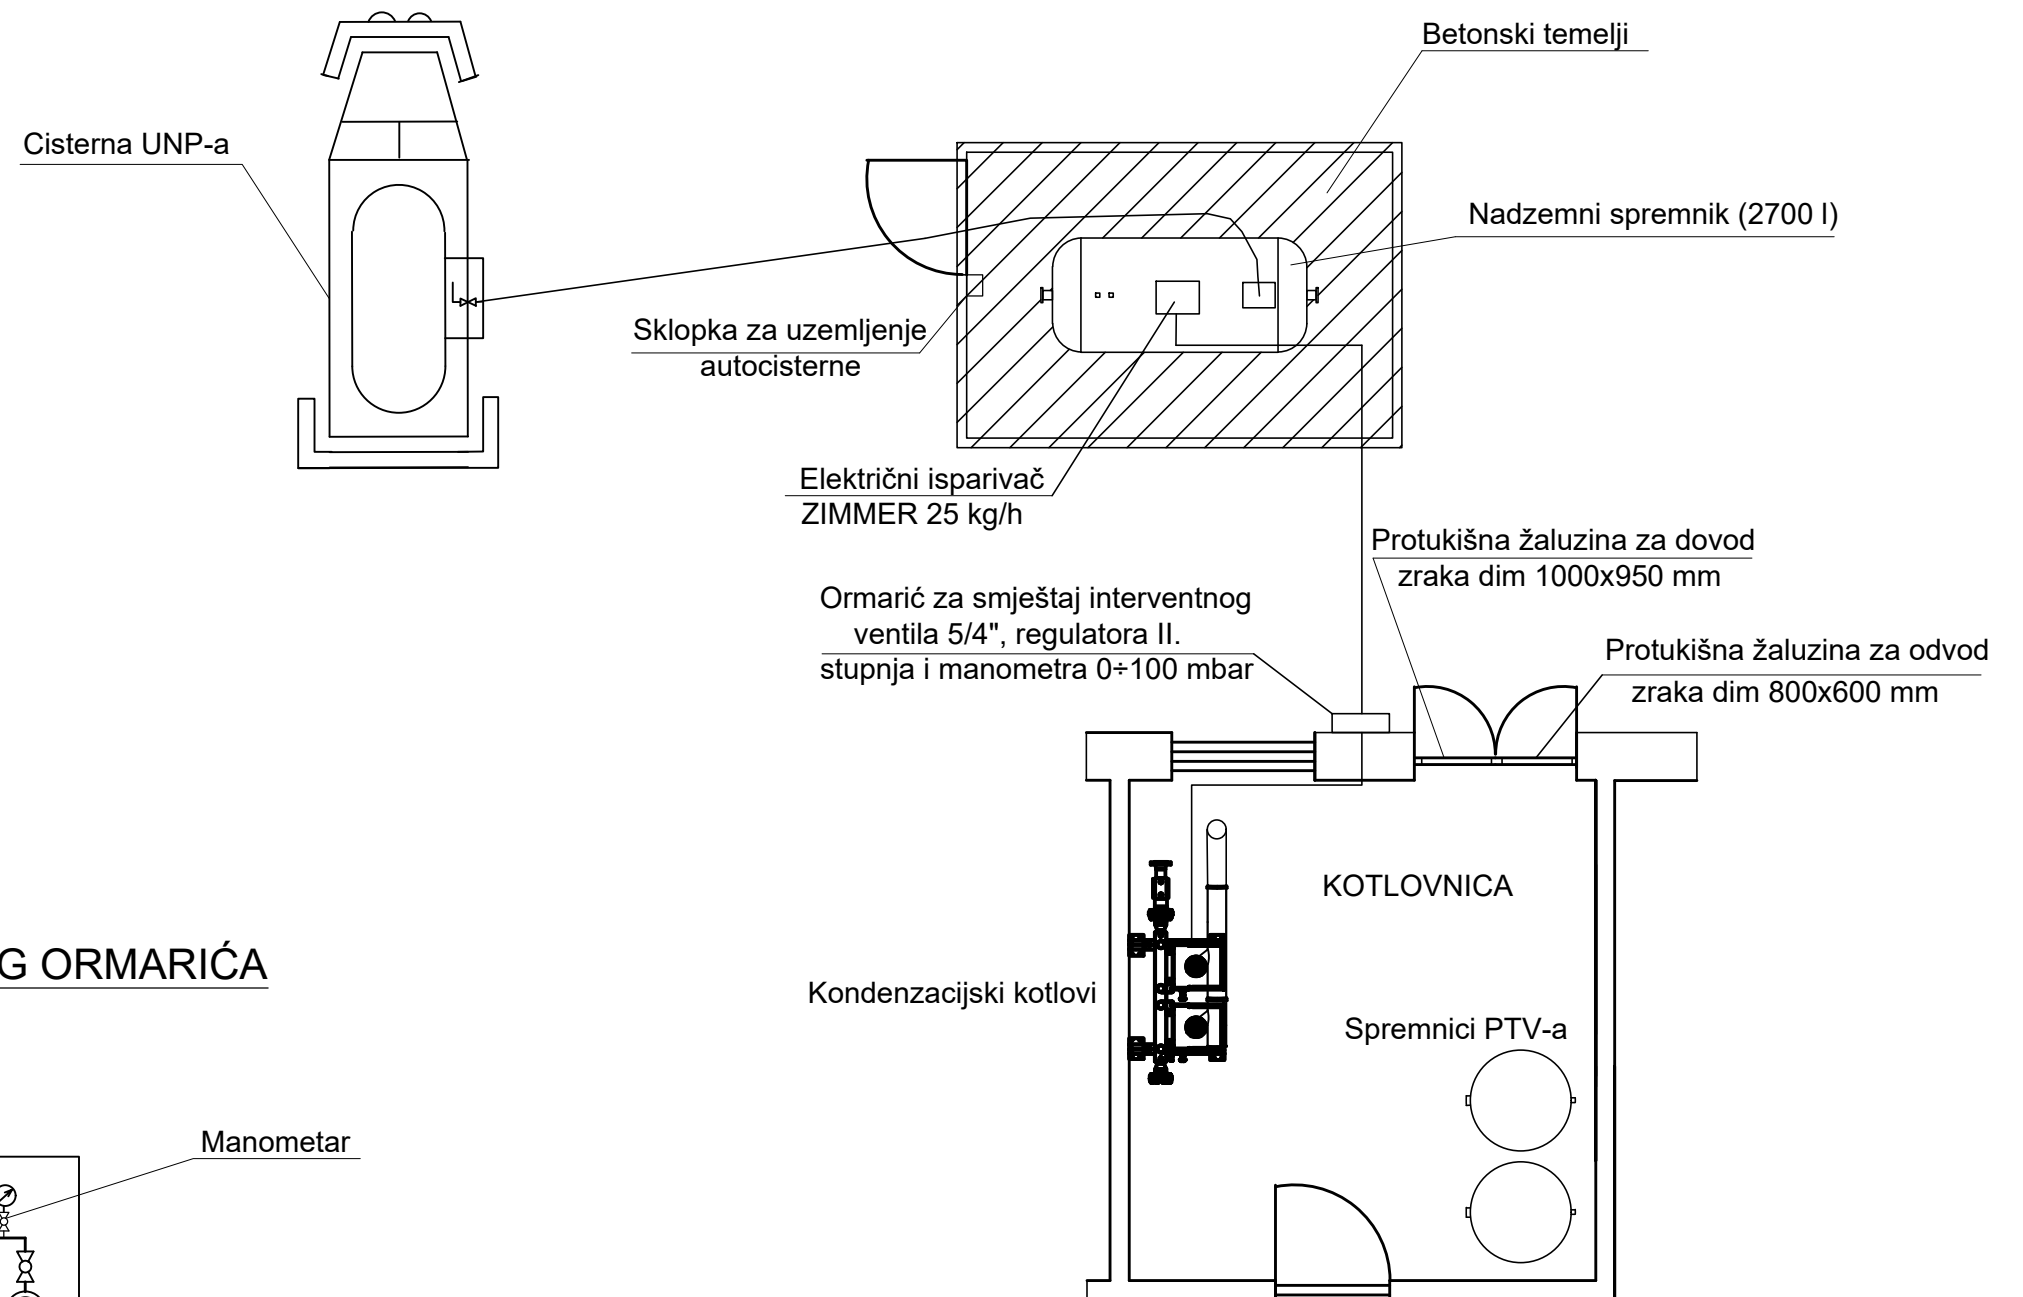 Betonski temelji
Cisterna UNP-a
Nadzemni spremnik (2700 l)
Sklopka za uzemljenje
autocisterne
Električni isparivač
ZIMMER 25 kg/h
Protukišna žaluzina za dovod
zraka dim 1000x950 mm
Ormarić za smještaj interventnog
ventila 5/4", regulatora II.
stupnja i manometra 0÷100 mbar
Protukišna žaluzina za odvod
zraka dim 800x600 mm
KOTLOVNICA
G ORMARIĆA
Kondenzacijski kotlovi
Spremnici PTV-a
Manometar